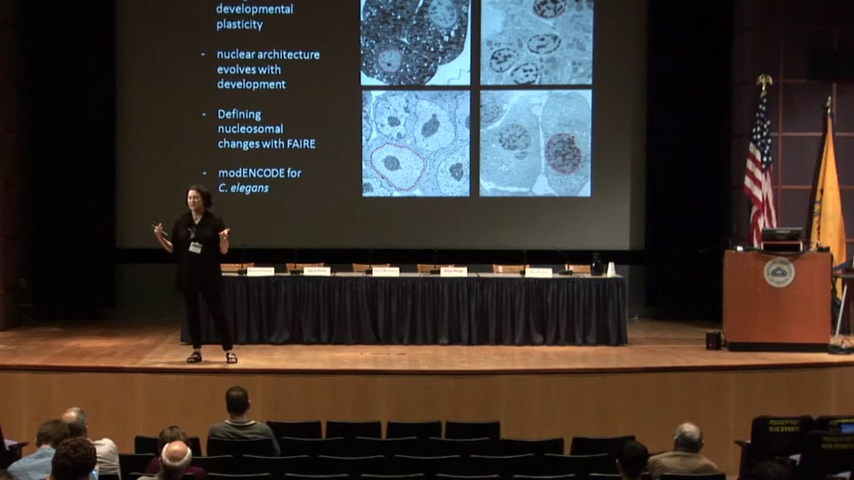 developmental
plasticity
- nuclear architecture
evolves with
development
- Defining
nucleosomal
changes with FAIRE
- modENCODE for
C. elegans